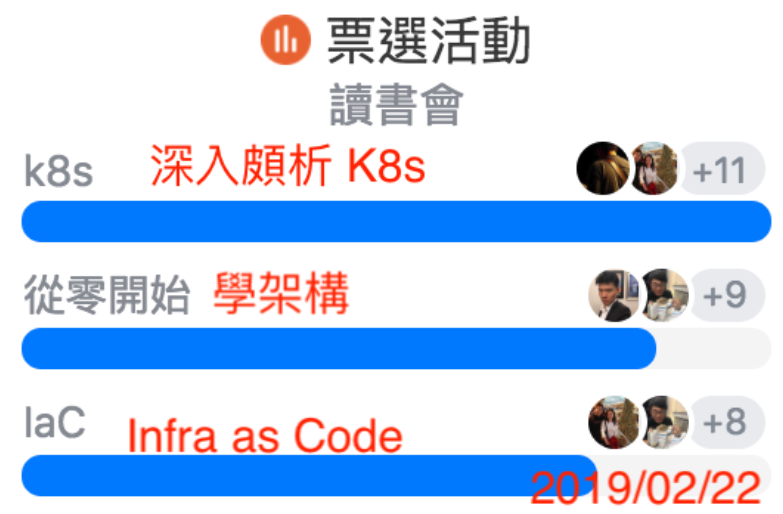 票選活動
讀書會
k8s 深入頗析 K8s +11
從零開始 學架構 +9
IaC Infra as Code +8
2019/02/22